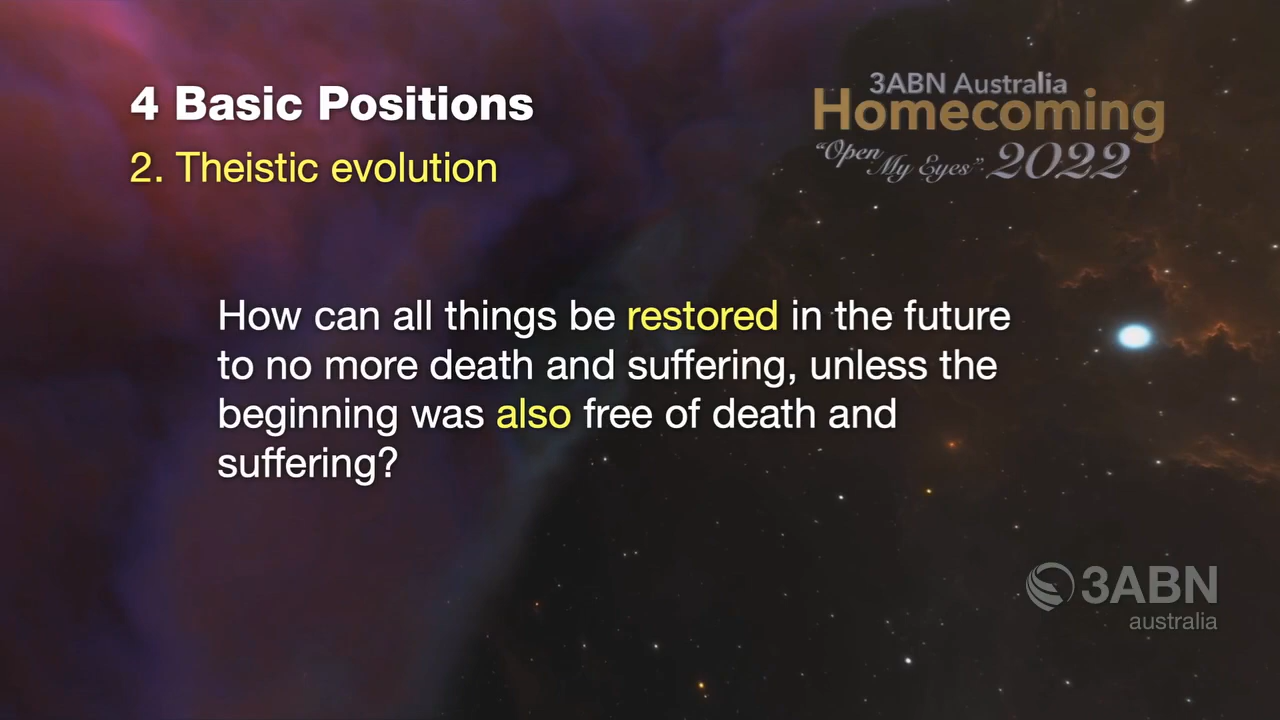 4 Basic Positions
2. Theistic evolution
3ABN Australia
Homecoming
"Open My Eyes" 2022
How can all things be restored in the future
to no more death and suffering, unless the
beginning was also free of death and
suffering?
3ABN
australia